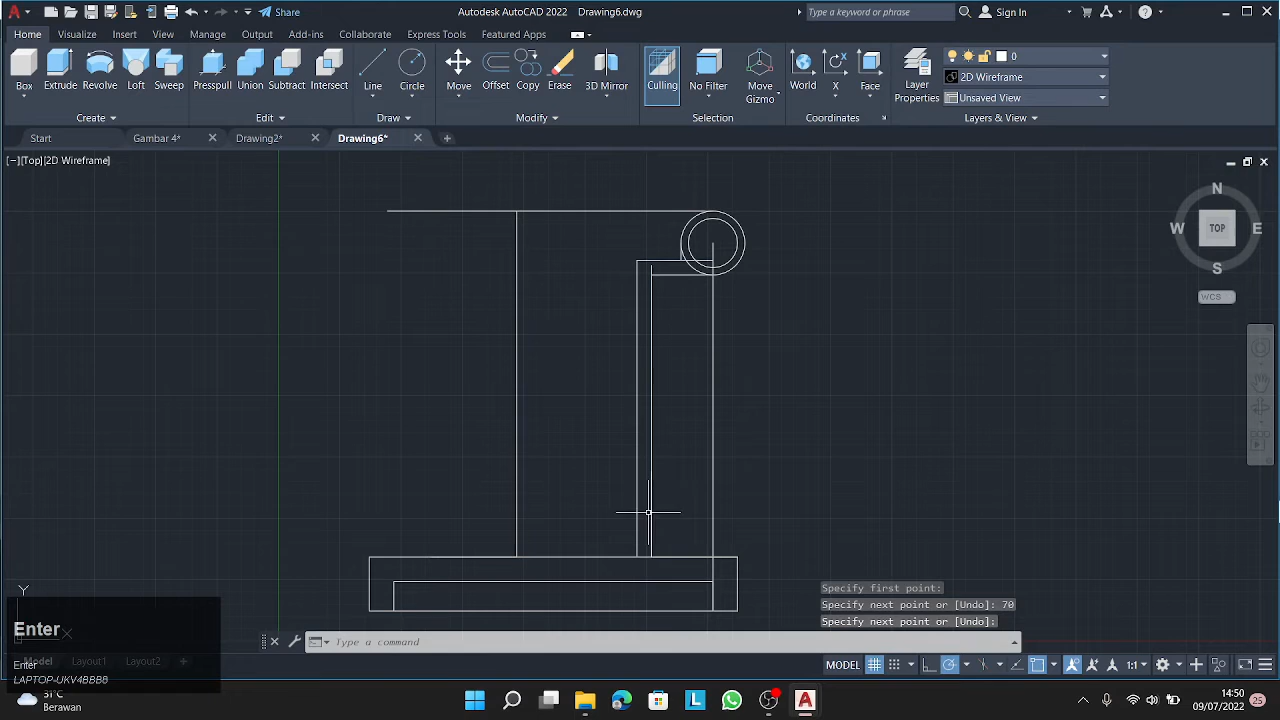 Share
Autodesk AutoCAD 2022 Drawing6.dwg
Type a keyword or phrase
Sign In
Home Visualize Insert View Manage Output Add-ins Collaborate Express Tools Featured Apps
Box Extrude Revolve Loft Sweep
Presspull Union Subtract Intersect
Line Circle
Move Offset Copy Erase 3D Mirror
Culling No Filter Move Gizmo
World X Face
Layer Properties
0
2D Wireframe
Unsaved View
Create Edit Draw Modify Selection Coordinates Layers & View
Start Gambar 4* Drawing2* Drawing6*
[−][Top][2D Wireframe]
N
W TOP E
S
WCS
Y
Specify first point:
Specify next point or [Undo]: 70
Specify next point or [Undo]:
Enter
Type a command
Enter
Model Layout1 Layout2
MODEL 1:1
LAPTOP-UKV4BBB8
31°C
Berawan
L
A
14:50
09/07/2022
25